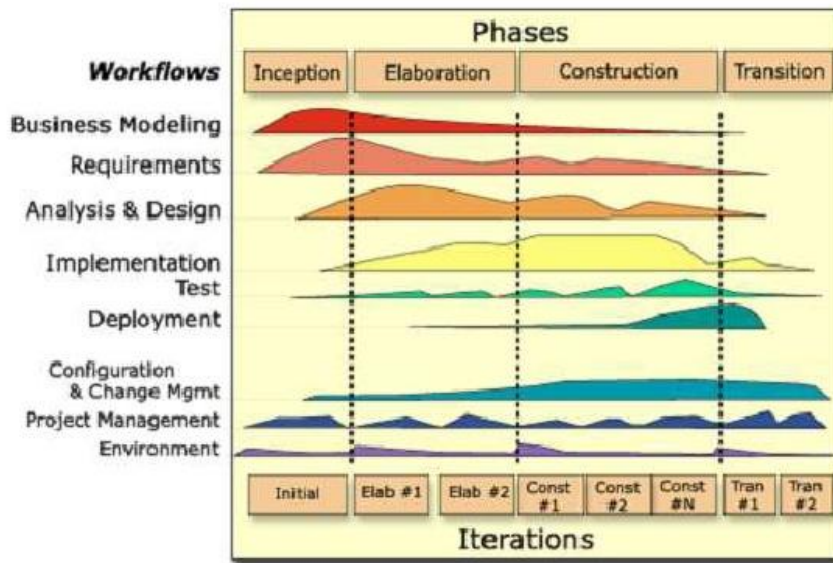 Phases
Workflows
Inception
Elaboration
Construction
Transition
Business Modeling
Requirements
Analysis & Design
Implementation
Test
Deployment
Configuration
& Change Mgmt
Project Management
Environment
Initial
Elab #1
Elab #2
Const
#1
Const
#2
Const
#N
Tran
#1
Tran
#2
Iterations